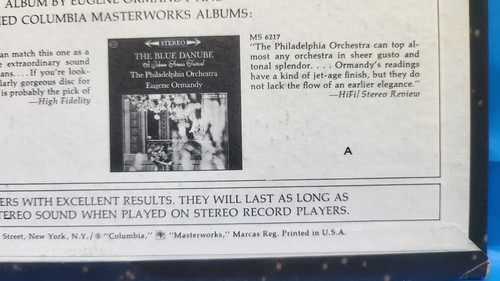 ALBUM BY EUGENE ORMANDY
ED COLUMBIA MASTERWORKS ALBUMS:
an match this one as a
extraordinary sound
ans.... If you're look-
larly gorgeous disc for
is probably the pick of
—High Fidelity
STEREO
THE BLUE DANUBE
A Johann Strauss Festival
The Philadelphia Orchestra
Eugene Ormandy
MS 6217
"The Philadelphia Orchestra can top al-
most any orchestra in sheer gusto and
tonal splendor. . . . Ormandy's readings
have a kind of jet-age finish, but they do
not lack the flow of an earlier elegance."
—HiFi/Stereo Review
A
ERS WITH EXCELLENT RESULTS. THEY WILL LAST AS LONG AS
TEREO SOUND WHEN PLAYED ON STEREO RECORD PLAYERS.
Street, New York, N.Y./® "Columbia," "Masterworks," Marcas Reg. Printed in U.S.A.